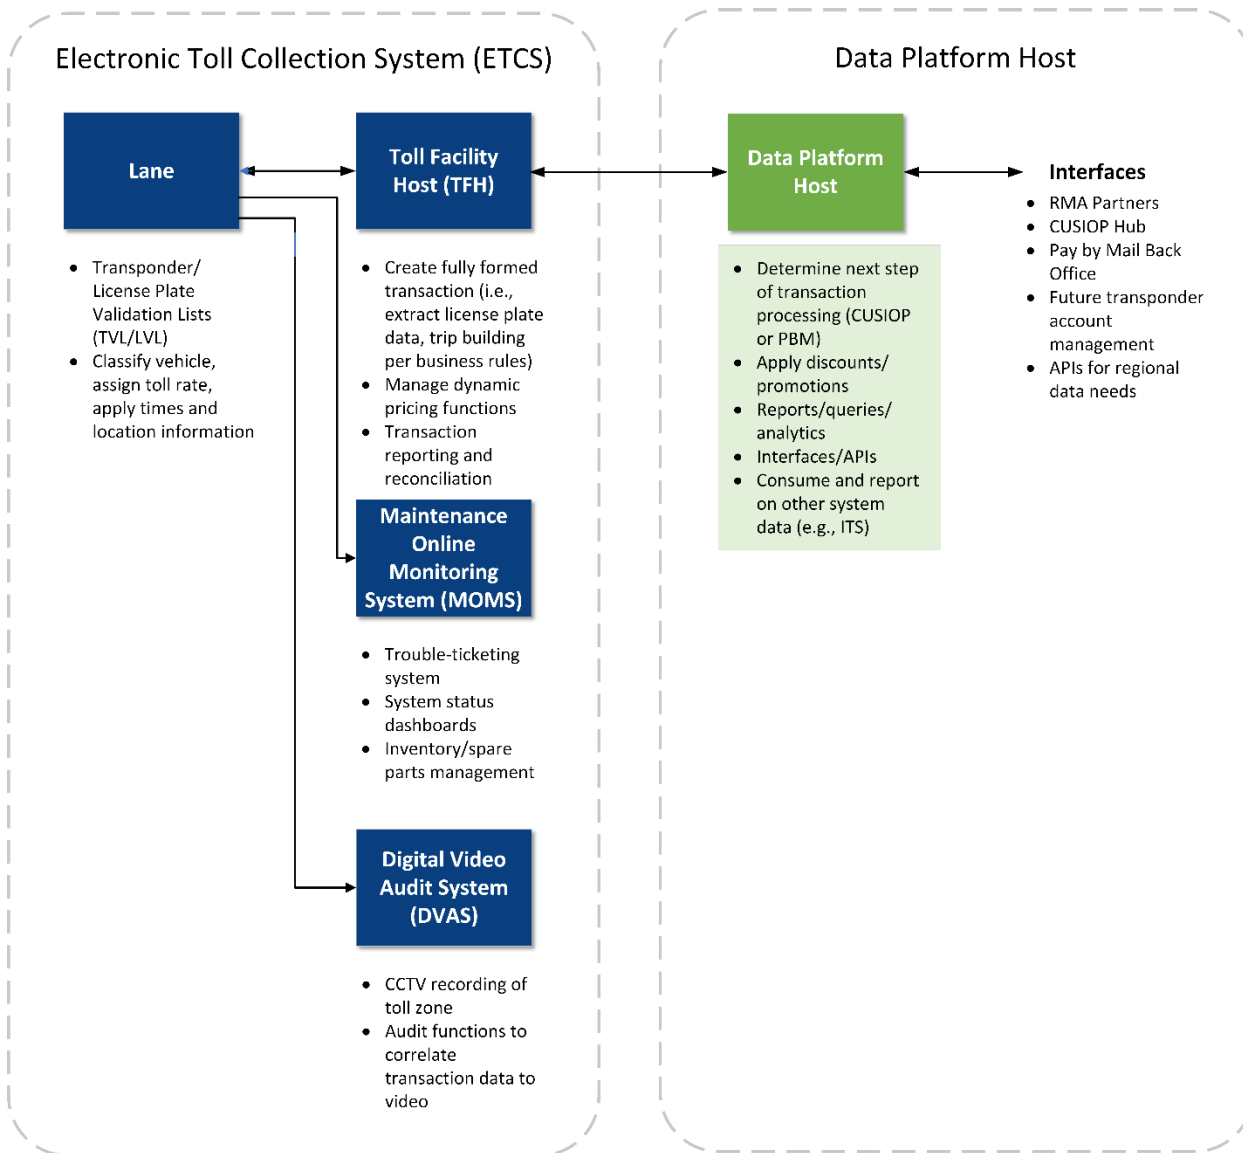 Electronic Toll Collection System (ETCS)
Lane
• Transponder/
License Plate
Validation Lists
(TVL/LVL)
• Classify vehicle,
assign toll rate,
apply times and
location information
Toll Facility
Host (TFH)
• Create fully formed
transaction (i.e.,
extract license plate
data, trip building
per business rules)
• Manage dynamic
pricing functions
• Transaction
reporting and
reconciliation
Maintenance
Online
Monitoring
System (MOMS)
• Trouble-ticketing
system
• System status
dashboards
• Inventory/spare
parts management
Digital Video
Audit System
(DVAS)
• CCTV recording of
toll zone
• Audit functions to
correlate
transaction data to
video
Data Platform Host
Data Platform
Host
• Determine next step
of transaction
processing (CUSIOP
or PBM)
• Apply discounts/
promotions
• Reports/queries/
analytics
• Interfaces/APIs
• Consume and report
on other system
data (e.g., ITS)
Interfaces
• RMA Partners
• CUSIOP Hub
• Pay by Mail Back
Office
• Future transponder
account
management
• APIs for regional
data needs